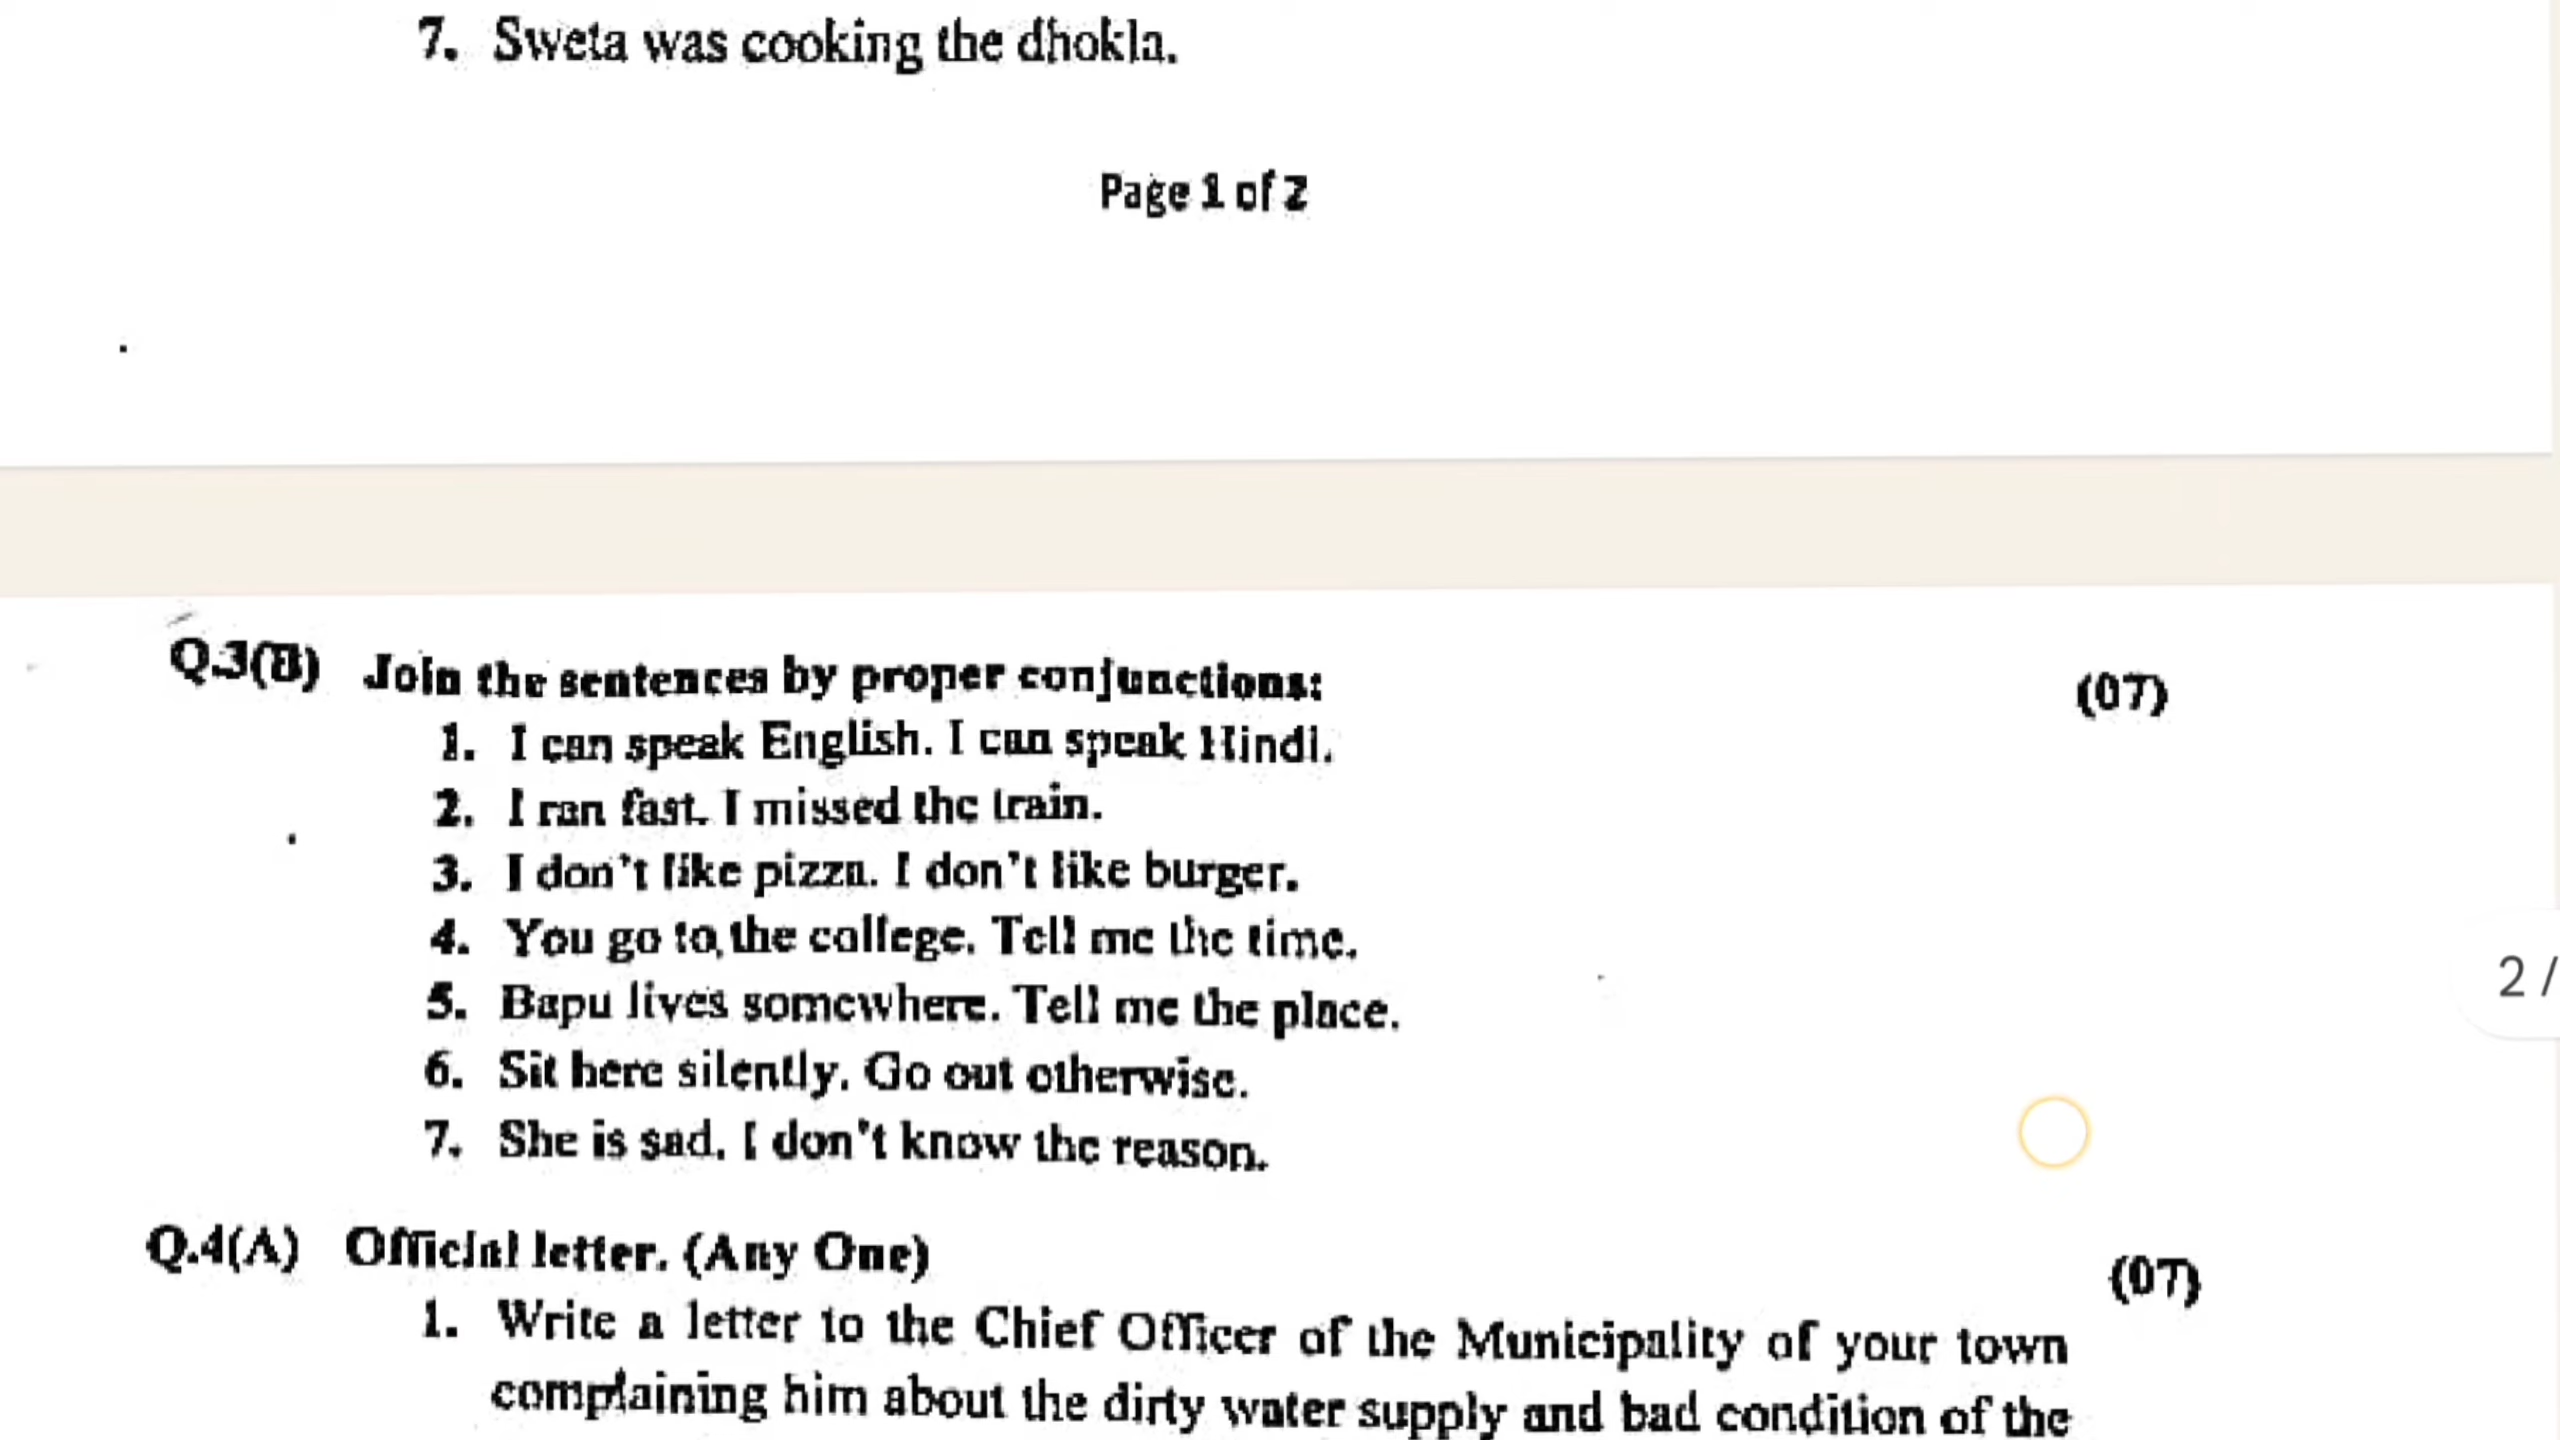 7. Sweta was cooking the dhokla.
Page 1 of 2
Q.3(B) Join the sentences by proper conjunctions: (07)
1. I can speak English. I can speak Hindi.
2. I ran fast. I missed the train.
3. I don't like pizza. I don't like burger.
4. You go to the college. Tell me the time.
5. Bapu lives somewhere. Tell me the place.
2 /
6. Sit here silently. Go out otherwise.
7. She is sad. I don't know the reason.
Q.4(A) Official letter. (Any One) (07)
1. Write a letter to the Chief Officer of the Municipality of your town
complaining him about the dirty water supply and bad condition of the